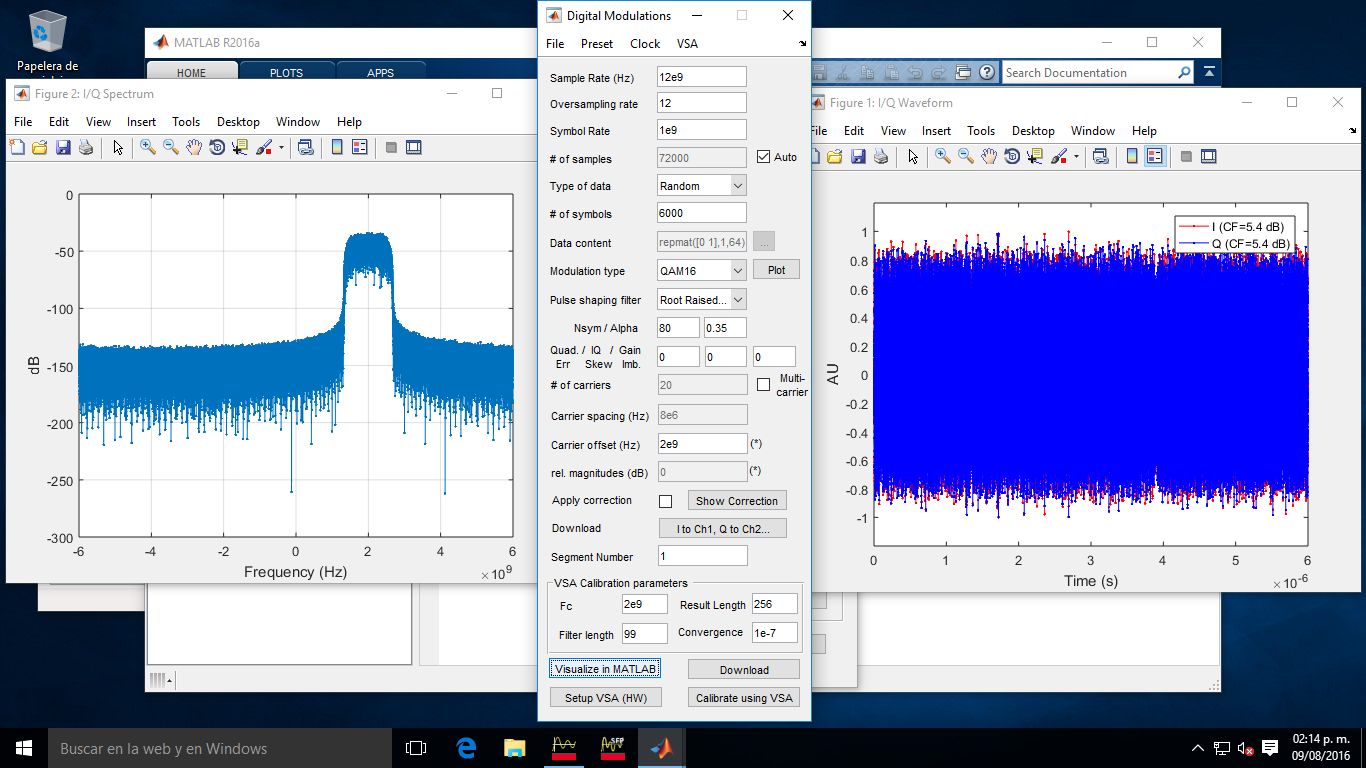 Papelera de
MATLAB R2016a
HOME
PLOTS
APPS
Search Documentation
Figure 2: I/Q Spectrum
File Edit View Insert Tools Desktop Window Help
0
-50
-100
-150
-200
-250
-300
dB
-6 -4 -2 0 2 4 6
Frequency (Hz)
×10^9
Digital Modulations
File Preset Clock VSA
Sample Rate (Hz) 12e9
Oversampling rate 12
Symbol Rate 1e9
# of samples 72000 Auto
Type of data Random
# of symbols 6000
Data content repmat([0 1],1,64) ...
Modulation type QAM16 Plot
Pulse shaping filter Root Raised...
Nsym / Alpha 80 0.35
Quad. / IQ / Gain
Err Skew Imb. 0 0 0
# of carriers 20 Multi-
carrier
Carrier spacing (Hz) 8e6
Carrier offset (Hz) 2e9 (*)
rel. magnitudes (dB) 0 (*)
Apply correction Show Correction
Download I to Ch1, Q to Ch2...
Segment Number 1
VSA Calibration parameters
Fc 2e9 Result Length 256
Filter length 99 Convergence 1e-7
Visualize in MATLAB Download
Setup VSA (HW) Calibrate using VSA
Figure 1: I/Q Waveform
File Edit View Insert Tools Desktop Window Help
I (CF=5.4 dB)
Q (CF=5.4 dB)
1
0.8
0.6
0.4
0.2
0
-0.2
-0.4
-0.6
-0.8
-1
AU
0 1 2 3 4 5 6
Time (s)
×10^-6
Buscar en la web y en Windows
SFP
02:14 p. m.
09/08/2016